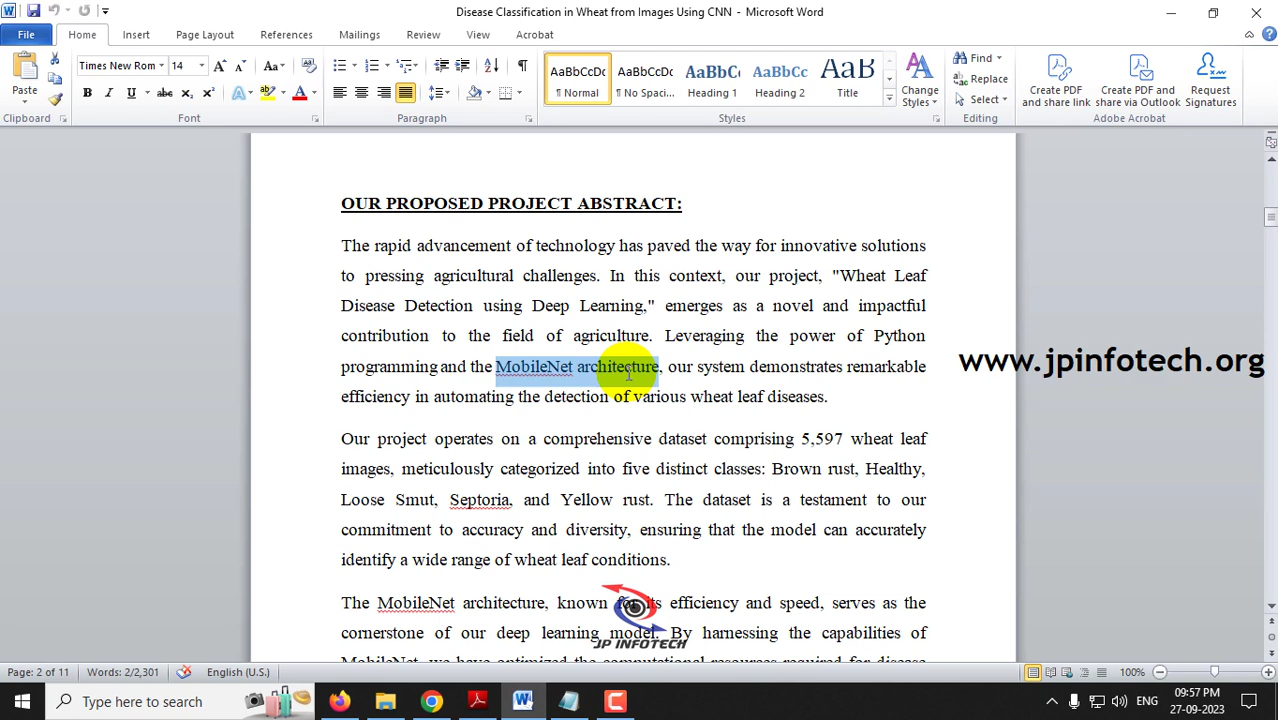 Disease Classification in Wheat from Images Using CNN - Microsoft Word
File Home Insert Page Layout References Mailings Review View Acrobat
Times New Rom 14
Paste
Clipboard Font Paragraph Styles Editing Adobe Acrobat
AaBbCcDc AaBbCcDc AaBbC AaBbCc AaB
¶ Normal ¶ No Spaci... Heading 1 Heading 2 Title
Change Styles
Find
Replace
Select
Create PDF and share link
Create PDF and share via Outlook
Request Signatures
OUR PROPOSED PROJECT ABSTRACT:
The rapid advancement of technology has paved the way for innovative solutions
to pressing agricultural challenges. In this context, our project, "Wheat Leaf
Disease Detection using Deep Learning," emerges as a novel and impactful
contribution to the field of agriculture. Leveraging the power of Python
programming and the MobileNet architecture, our system demonstrates remarkable
efficiency in automating the detection of various wheat leaf diseases.
www.jpinfotech.org
Our project operates on a comprehensive dataset comprising 5,597 wheat leaf
images, meticulously categorized into five distinct classes: Brown rust, Healthy,
Loose Smut, Septoria, and Yellow rust. The dataset is a testament to our
commitment to accuracy and diversity, ensuring that the model can accurately
identify a wide range of wheat leaf conditions.
The MobileNet architecture, known for its efficiency and speed, serves as the
cornerstone of our deep learning model. By harnessing the capabilities of
JP INFOTECH
MobileNet, we have optimized the computational resources required for disease
Page: 2 of 11 Words: 2/2,301 English (U.S.) 100%
Type here to search
ENG
09:57 PM
27-09-2023